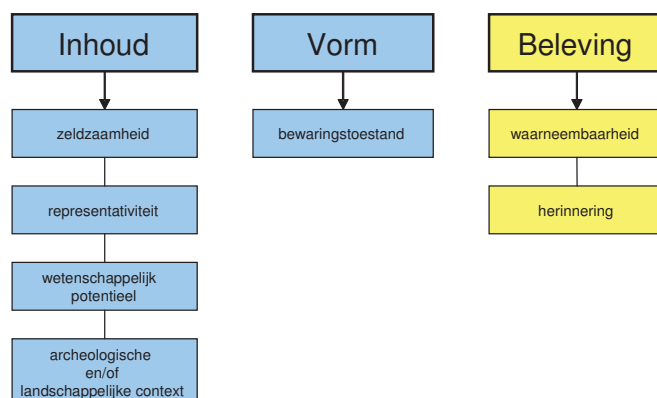 Inhoud
zeldzaamheid
representativiteit
wetenschappelijk
potentieel
archeologische
en/of
landschappelijke context
Vorm
bewaringstoestand
Beleving
waarneembaarheid
herinnering